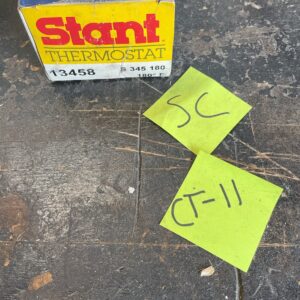 Stant
THERMOSTAT
13458 S 345 180
180° F
SC
CT-11